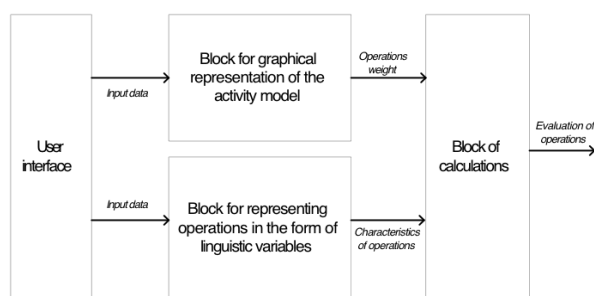 User
interface
Input data
Input data
Block for graphical
representation of the
activity model
Block for representing
operations in the form of
linguistic variables
Operations
weight
Characteristics
of operations
Block of
calculations
Evaluation of
operations